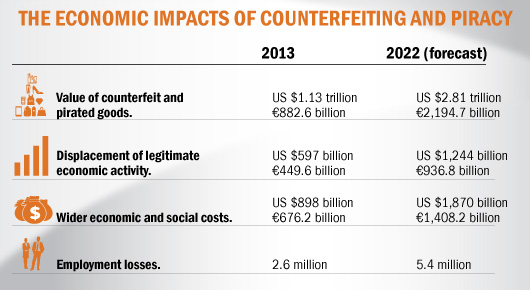 THE ECONOMIC IMPACTS OF COUNTERFEITING AND PIRACY
2013 2022 (forecast)
Value of counterfeit and US $1.13 trillion US $2.81 trillion
pirated goods. €882.6 billion €2,194.7 billion
Displacement of legitimate US $597 billion US $1,244 billion
economic activity. €449.6 billion €936.8 billion
US $898 billion US $1,870 billion
Wider economic and social costs. €676.2 billion €1,408.2 billion
Employment losses. 2.6 million 5.4 million